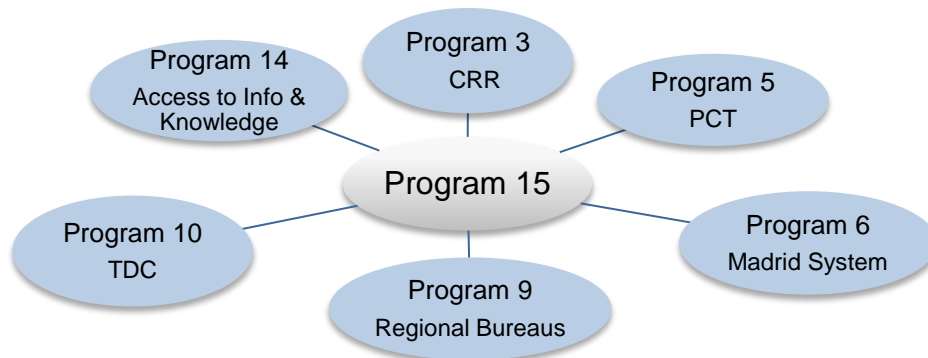 Program 3
CRR
Program 14
Access to Info &
Knowledge
Program 5
PCT
Program 15
Program 10
TDC
Program 6
Madrid System
Program 9
Regional Bureaus